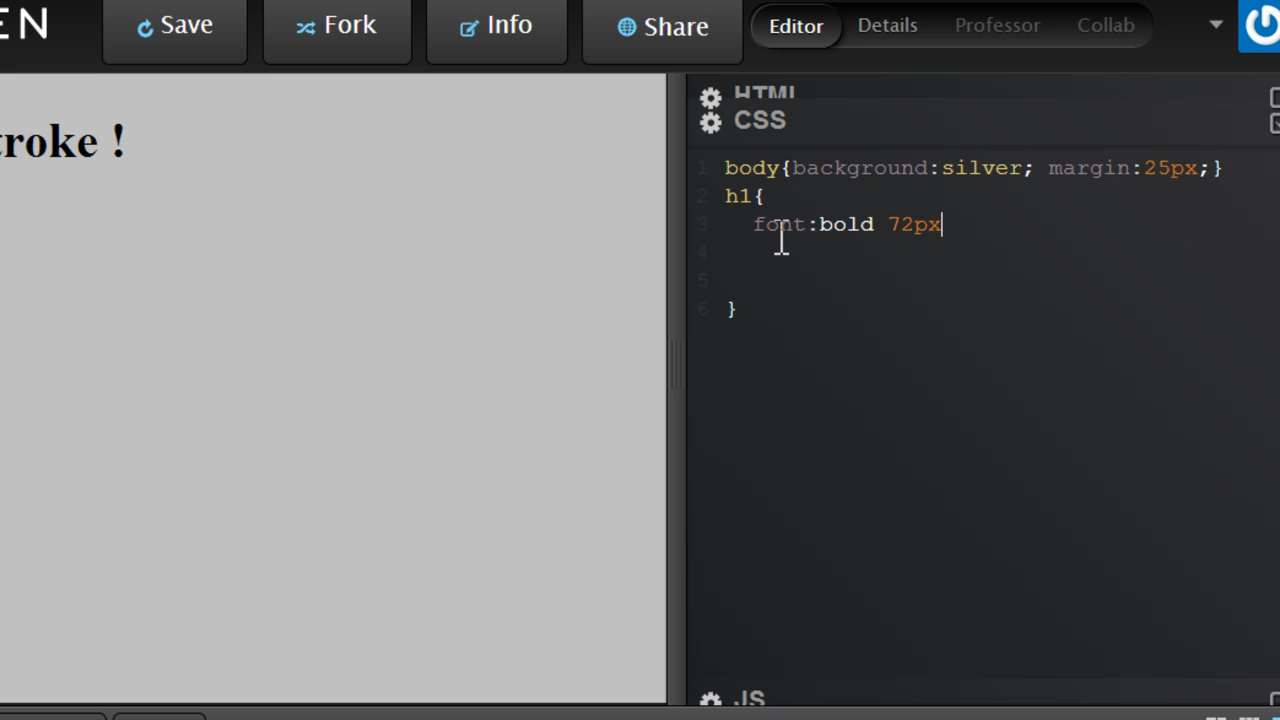 EN
Save
Fork
Info
Share
Editor
Details
Professor
Collab
troke !
HTML
CSS
1 body{background:silver; margin:25px;}
2 h1{
3 font:bold 72px
4
5
6 }
JS